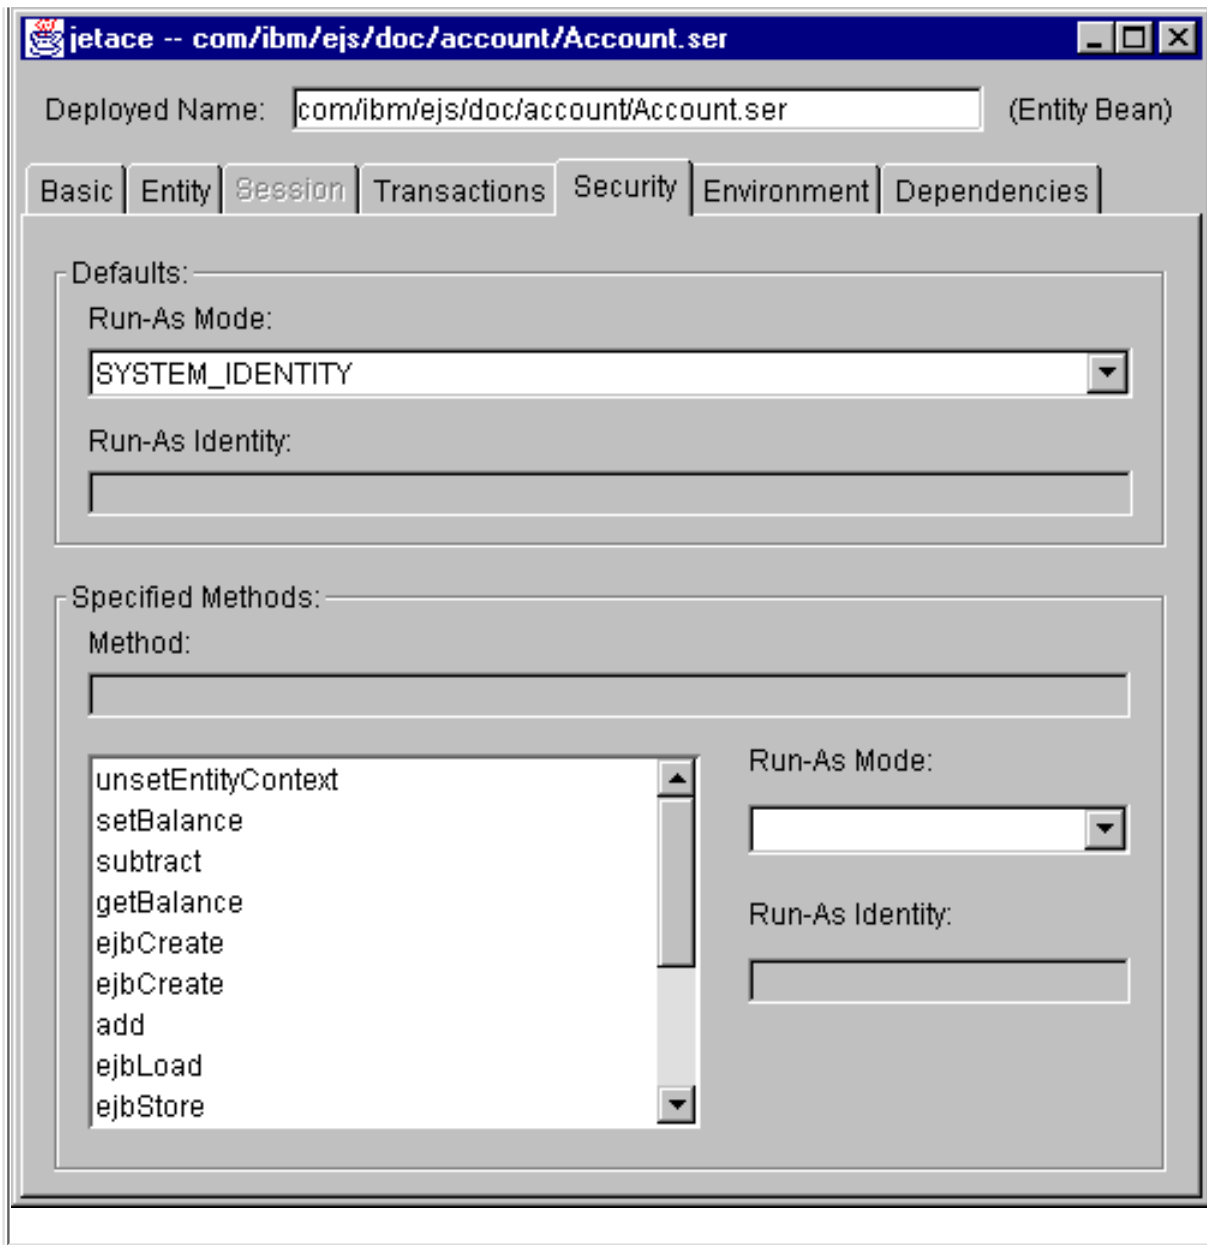 jetace -- com/ibm/ejs/doc/account/Account.ser
Deployed Name: com/ibm/ejs/doc/account/Account.ser (Entity Bean)
Basic Entity Session Transactions Security Environment Dependencies
Defaults:
Run-As Mode:
SYSTEM_IDENTITY
Run-As Identity:
Specified Methods:
Method:
unsetEntityContext
setBalance
subtract
getBalance
ejbCreate
ejbCreate
add
ejbLoad
ejbStore
Run-As Mode:
Run-As Identity: